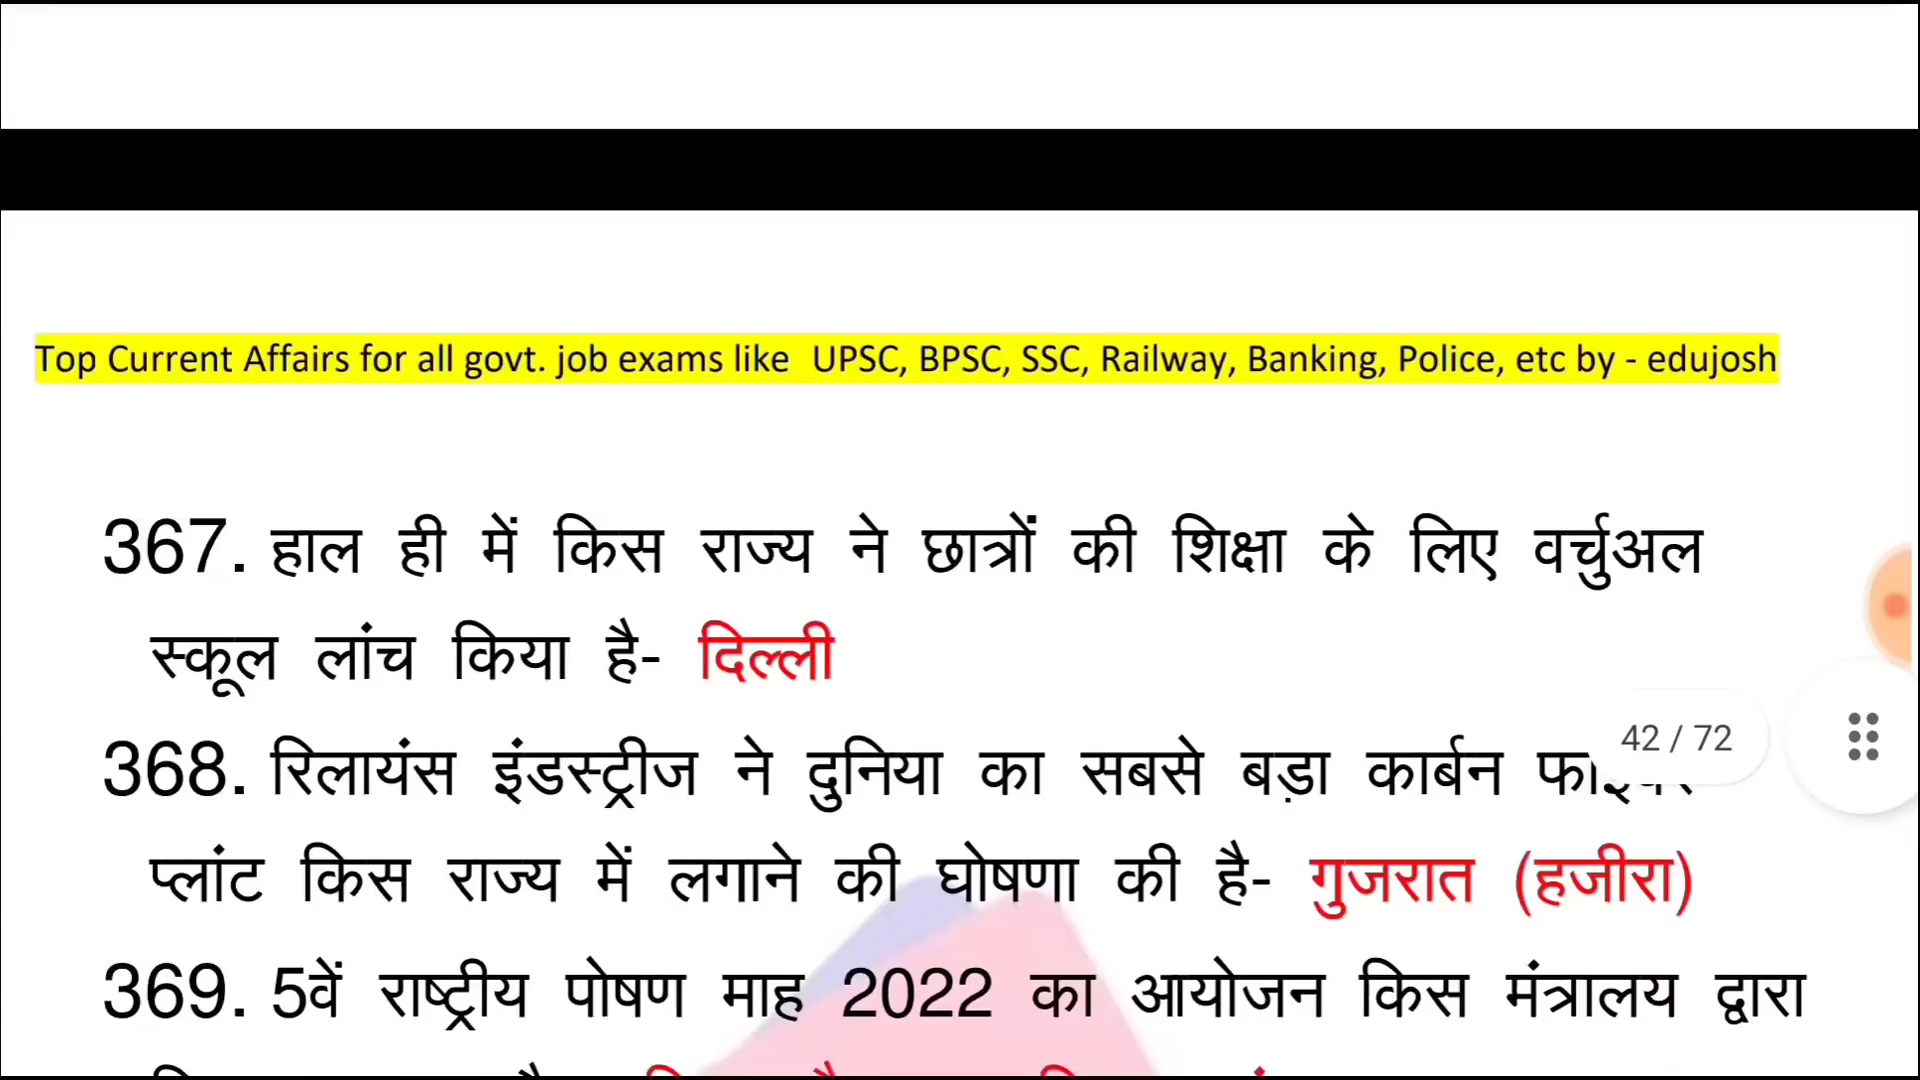 Top Current Affairs for all govt. job exams like UPSC, BPSC, SSC, Railway, Banking, Police, etc by - edujosh
367. हाल ही में किस राज्य ने छात्रों की शिक्षा के लिए वर्चुअल
स्कूल लांच किया है- दिल्ली
368. रिलायंस इंडस्ट्रीज ने दुनिया का सबसे बड़ा कार्बन
42 / 72
प्लांट किस राज्य में लगाने की घोषणा की है- गुजरात (हजीरा)
369. 5वें राष्ट्रीय पोषण माह 2022 का आयोजन किस मंत्रालय द्वारा